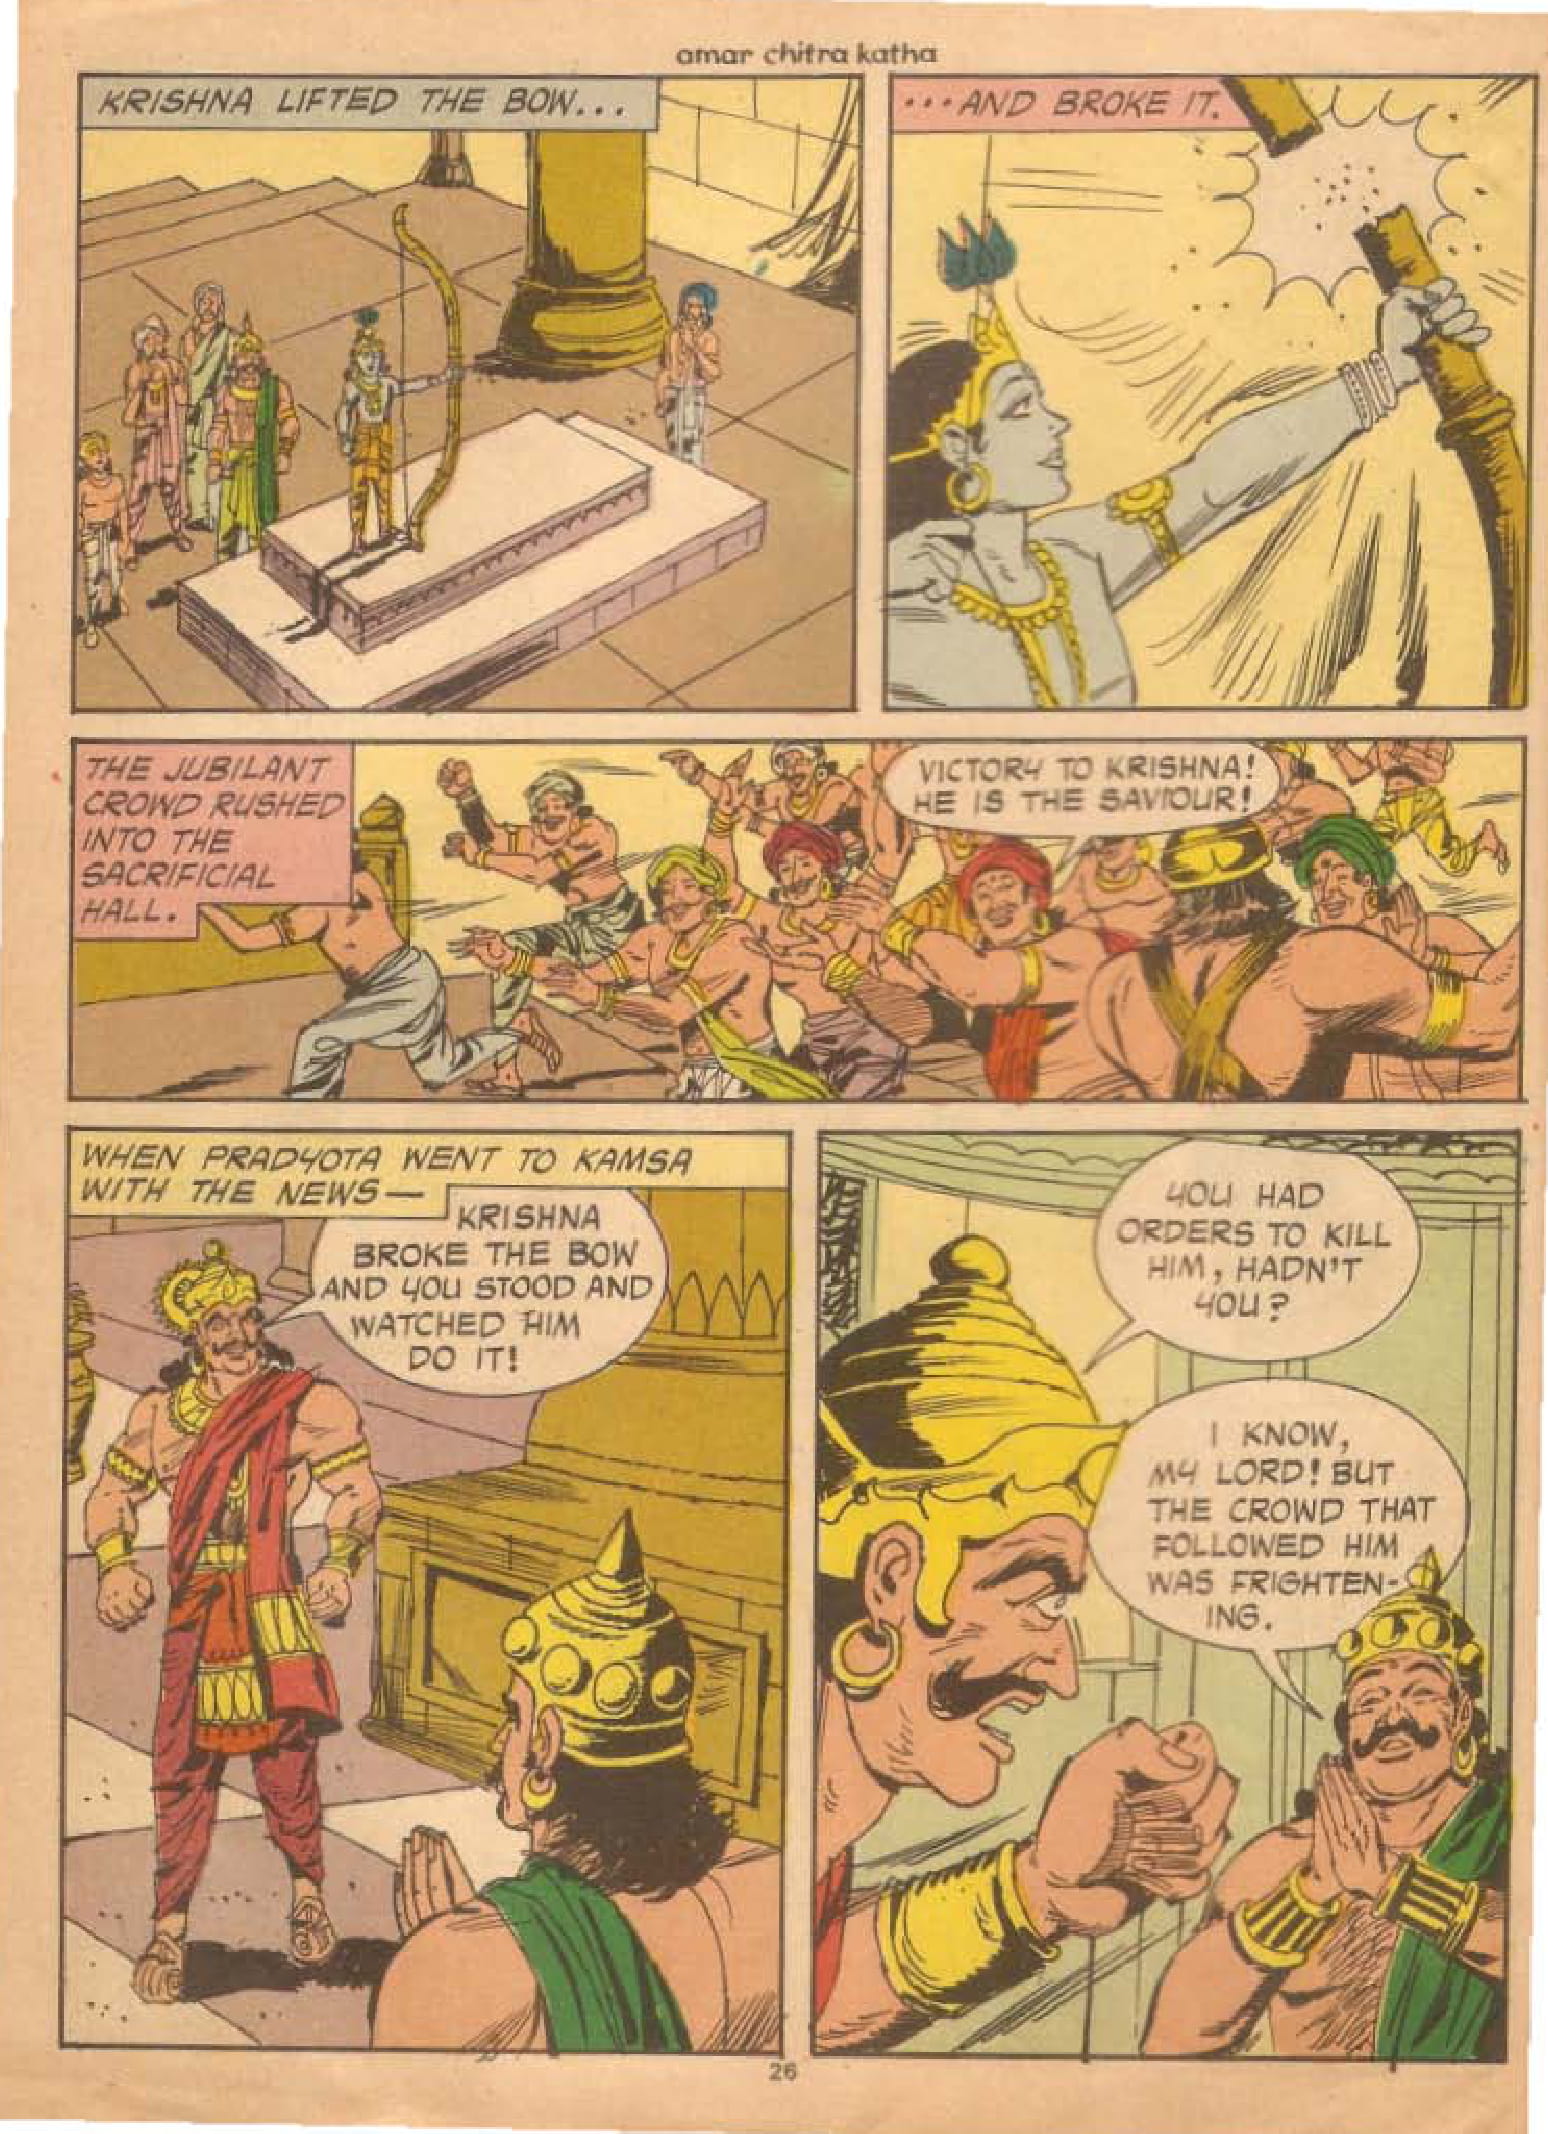 amar chitra katha
KRISHNA LIFTED THE BOW...
...AND BROKE IT.
THE JUBILANT
CROWD RUSHED
INTO THE
SACRIFICIAL
HALL.
VICTORY TO KRISHNA!
HE IS THE SAVIOUR!
WHEN PRADYOTA WENT TO KAMSA
WITH THE NEWS—
KRISHNA
BROKE THE BOW
AND YOU STOOD AND
WATCHED HIM
DO IT!
YOU HAD
ORDERS TO KILL
HIM, HADN'T
YOU?
I KNOW,
MY LORD! BUT
THE CROWD THAT
FOLLOWED HIM
WAS FRIGHTEN-
ING.
26